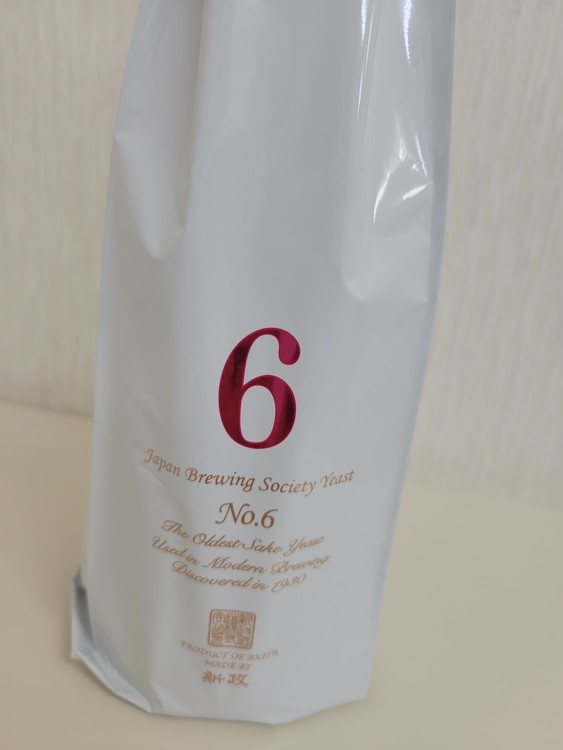 6
Japan Brewing Society Yeast
No.6
The Oldest Sake Yease
Used in Modern Brewing
Discovered in 1930
PRODUCT OF AKITA
MADE BY
新政